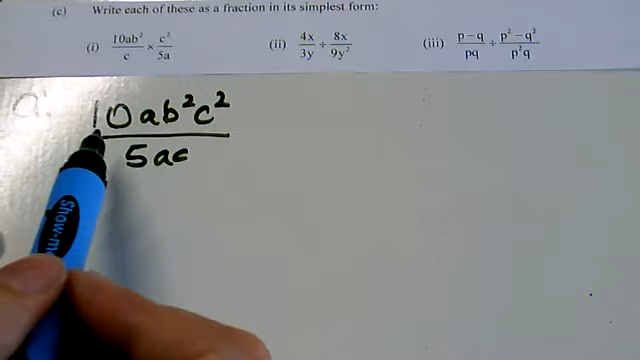 (c) Write each of these as a fraction in its simplest form:
(i) 10ab²/c × c²/5a (ii) 4x/3y ÷ 8x/9y² (iii) p−q/pq ÷ p²−q²/p²q
a.
10ab²c²
5ac
Show-me